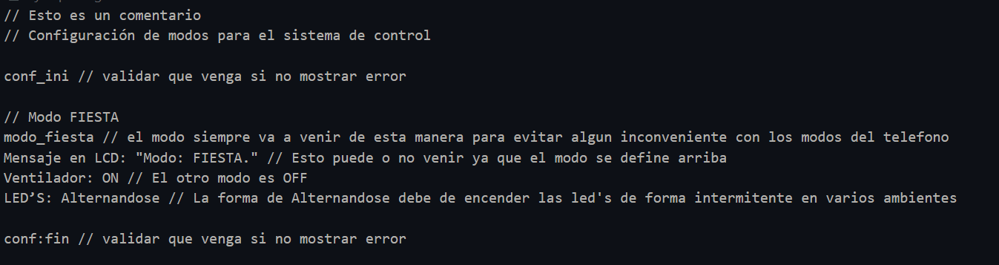 // Esto es un comentario
// Configuración de modos para el sistema de control
conf_ini // validar que venga si no mostrar error
// Modo FIESTA
modo_fiesta // el modo siempre va a venir de esta manera para evitar algun inconveniente con los modos del telefono
Mensaje en LCD: "Modo: FIESTA." // Esto puede o no venir ya que el modo se define arriba
Ventilador: ON // El otro modo es OFF
LED’S: Alternandose // La forma de Alternandose debe de encender las led's de forma intermitente en varios ambientes
conf:fin // validar que venga si no mostrar error